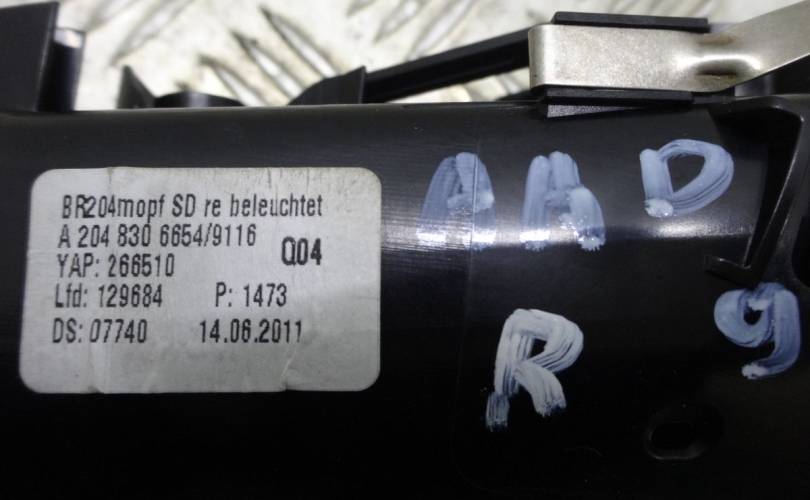 BR204mopf SD re beleuchtet
A 204 830 6654/9116
Q04
YAP: 266510
Lfd: 129684 P: 1473
DS: 07740 14.06.2011
AHD
R 9